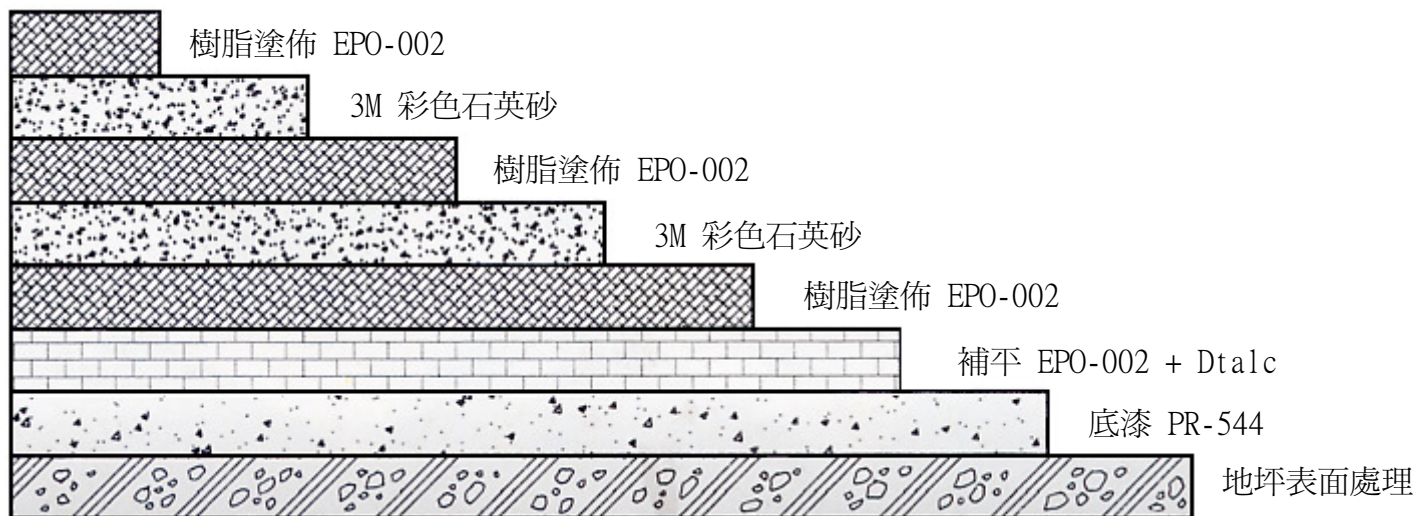 樹脂塗佈 EPO-002
3M 彩色石英砂
樹脂塗佈 EPO-002
3M 彩色石英砂
樹脂塗佈 EPO-002
補平 EPO-002 + Dtalc
底漆 PR-544
地坪表面處理